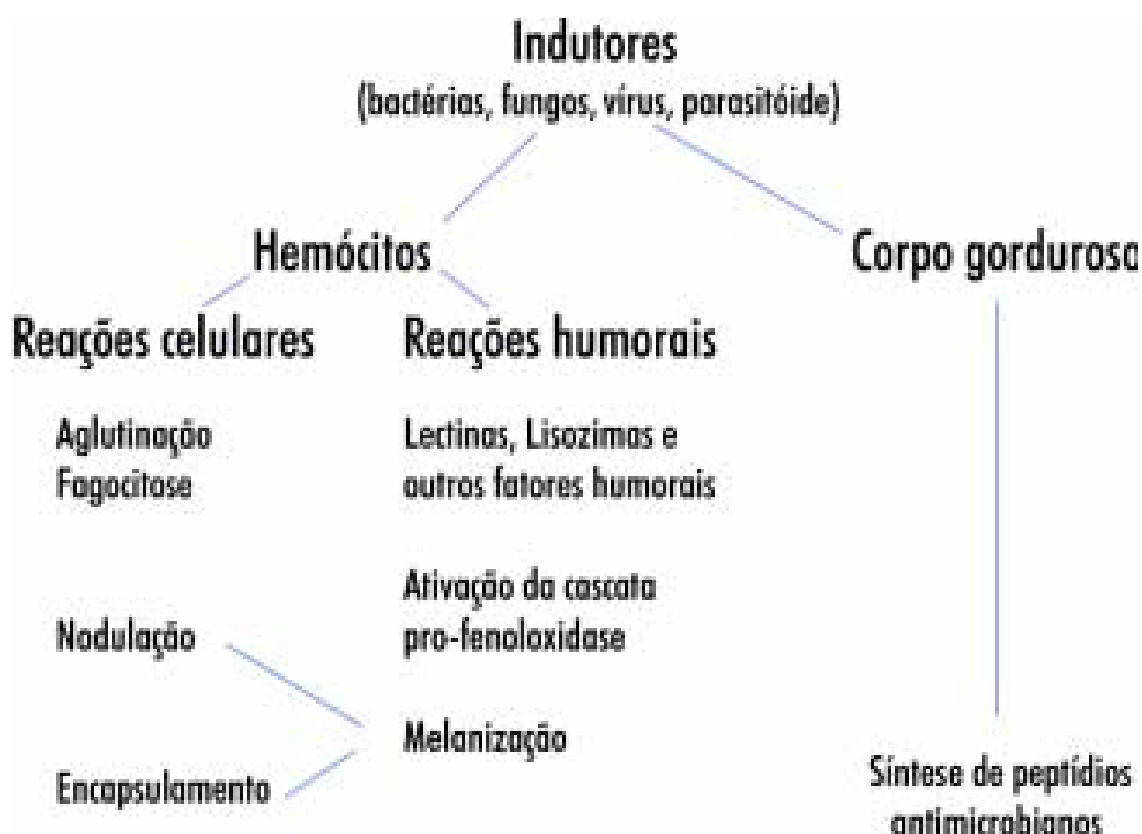 Indutores
(bactérias, fungos, vírus, parasitóide)
Hemócitos
Corpo gorduroso
Reações celulares
Reações humorais
Aglutinação
Fagocitose
Lectinas, Lisozimas e
outros fatores humorais
Ativação da cascata
pro-fenoloxidase
Nodulação
Melanização
Encapsulamento
Síntese de peptídios
antimicrobianos